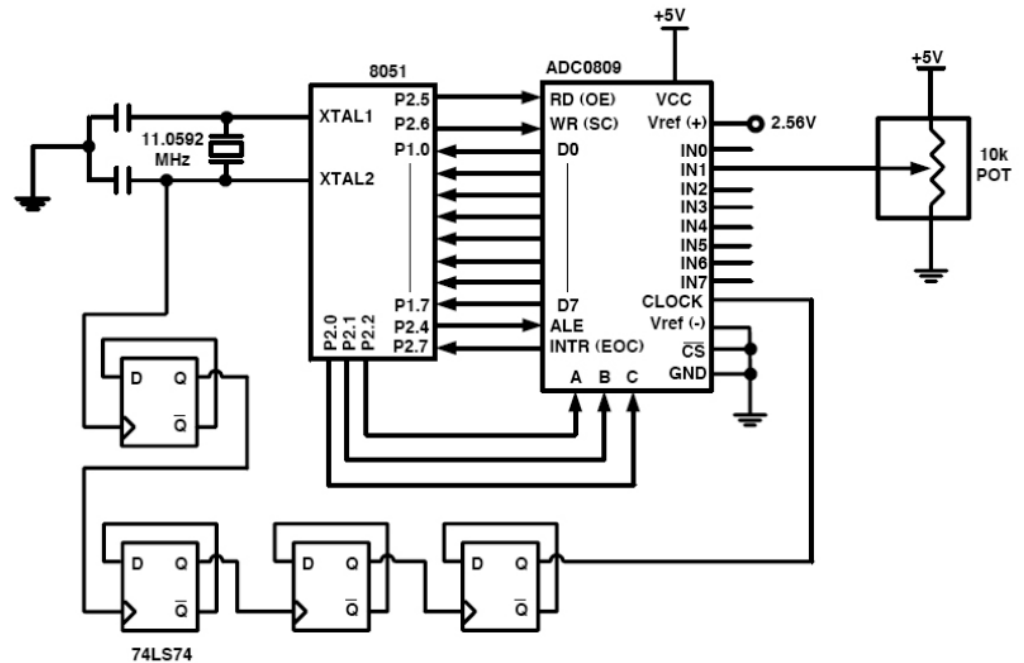 +5V
8051
ADC0809
+5V
XTAL1
P2.5
RD (OE)
VCC
P2.6
WR (SC)
Vref (+)
2.56V
11.0592
MHz
P1.0
D0
IN0
IN1
10k
POT
XTAL2
IN2
IN3
IN4
IN5
IN6
IN7
P1.7
D7
CLOCK
P2.4
ALE
Vref (-)
P2.7
INTR (EOC)
CS
GND
P2.0
P2.1
P2.2
A B C
D Q
Q
D Q
Q
D Q
Q
D Q
Q
74LS74